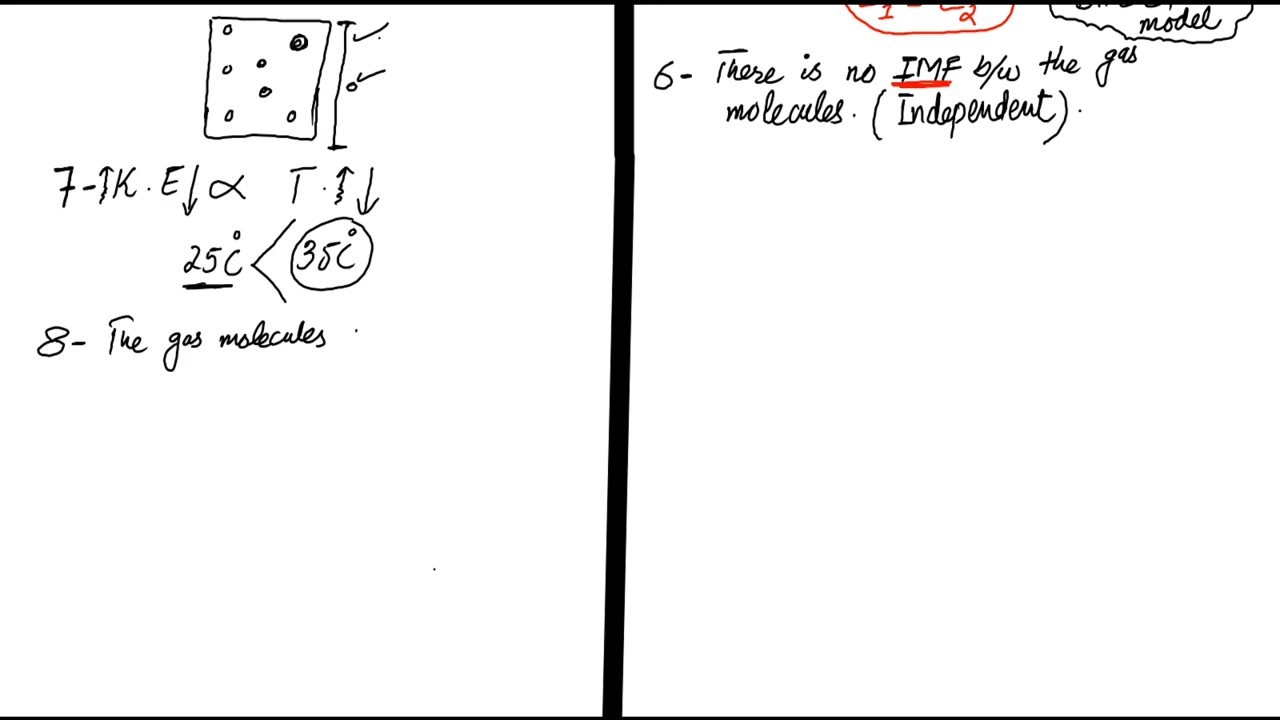 7- ↑K.E↓ ∝ T.↑↓
25°C < 35°C
8- The gas molecules
model
6- There is no IMF b/w the gas
molecules. (Independent).